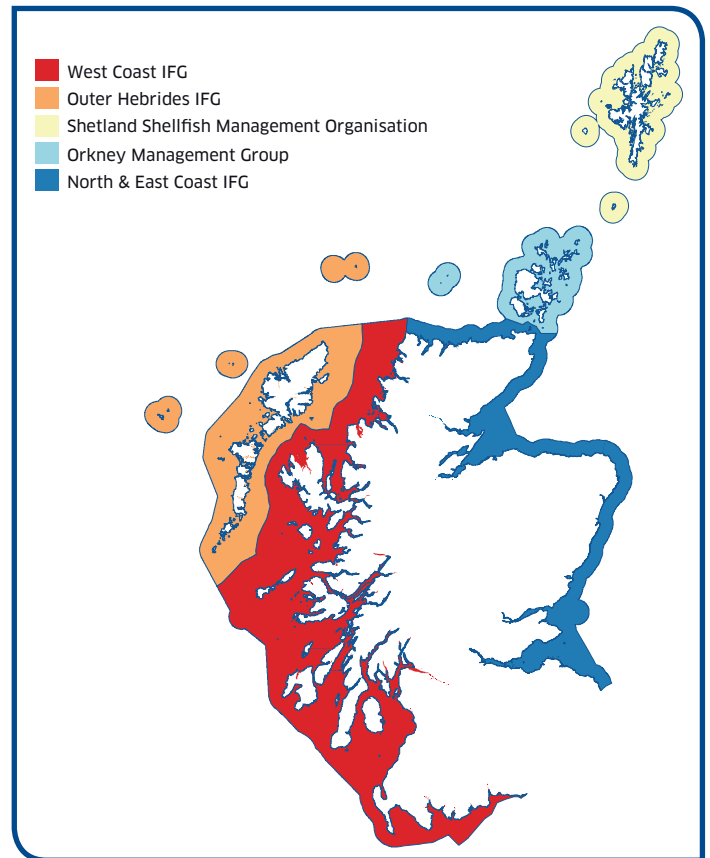 West Coast IFG
Outer Hebrides IFG
Shetland Shellfish Management Organisation
Orkney Management Group
North & East Coast IFG